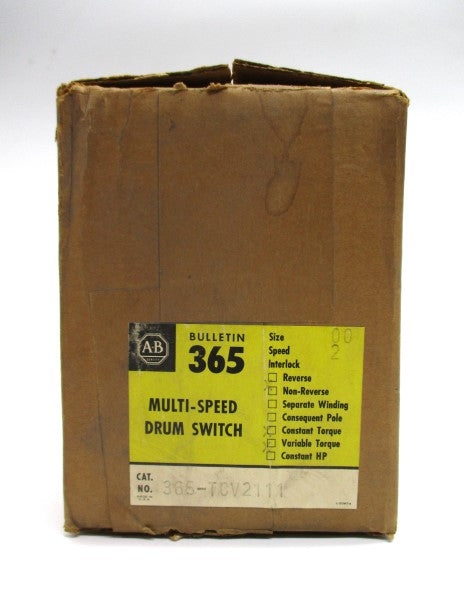 A-B
QUALITY
BULLETIN
365
MULTI-SPEED
DRUM SWITCH
Size 00
Speed 2
Interlock
Reverse
Non-Reverse
Separate Winding
Consequent Pole
Constant Torque
Variable Torque
Constant HP
CAT.
NO. 365-TCV2111